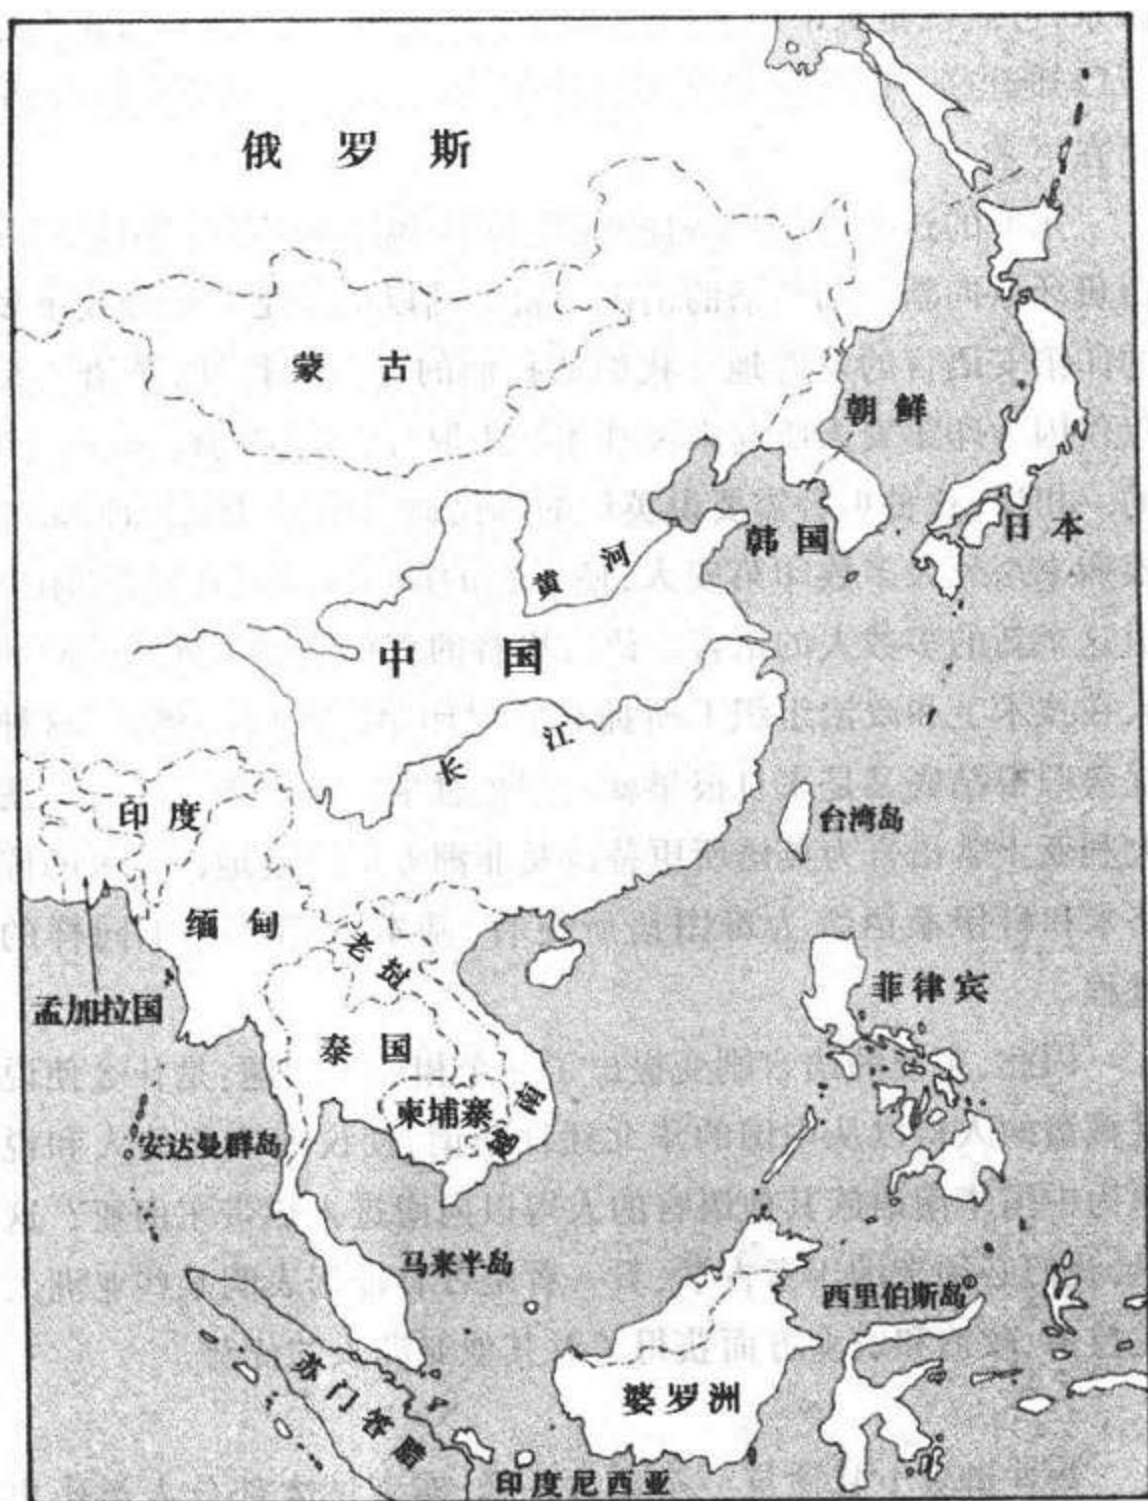 俄罗斯
蒙古
朝鲜
黄河
韩国
日本
中国
长江
印度
台湾岛
缅甸
老挝
菲律宾
孟加拉国
泰国
柬埔寨
越南
安达曼群岛
马来半岛
西里伯斯岛
苏门答腊
婆罗洲
印度尼西亚